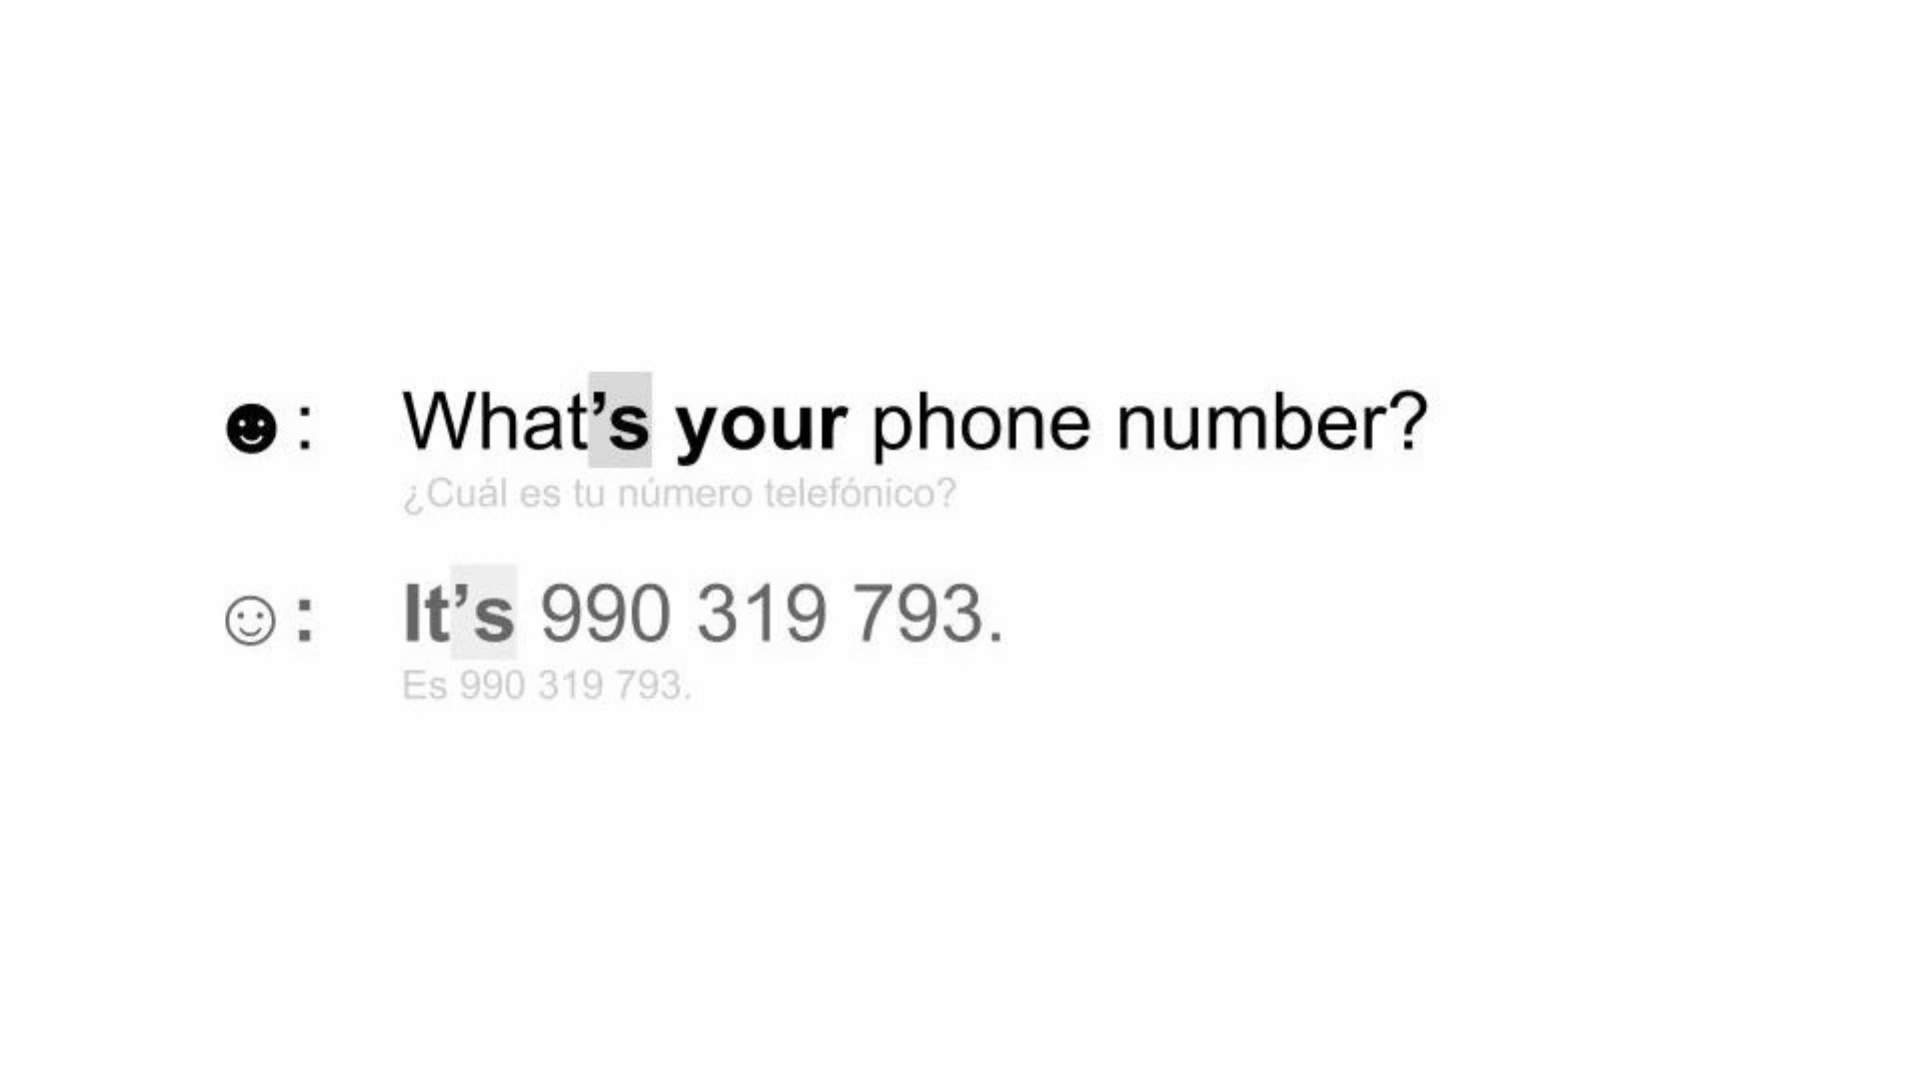 ☻: What’s your phone number?
¿Cuál es tu número telefónico?
☺: It’s 990 319 793.
Es 990 319 793.